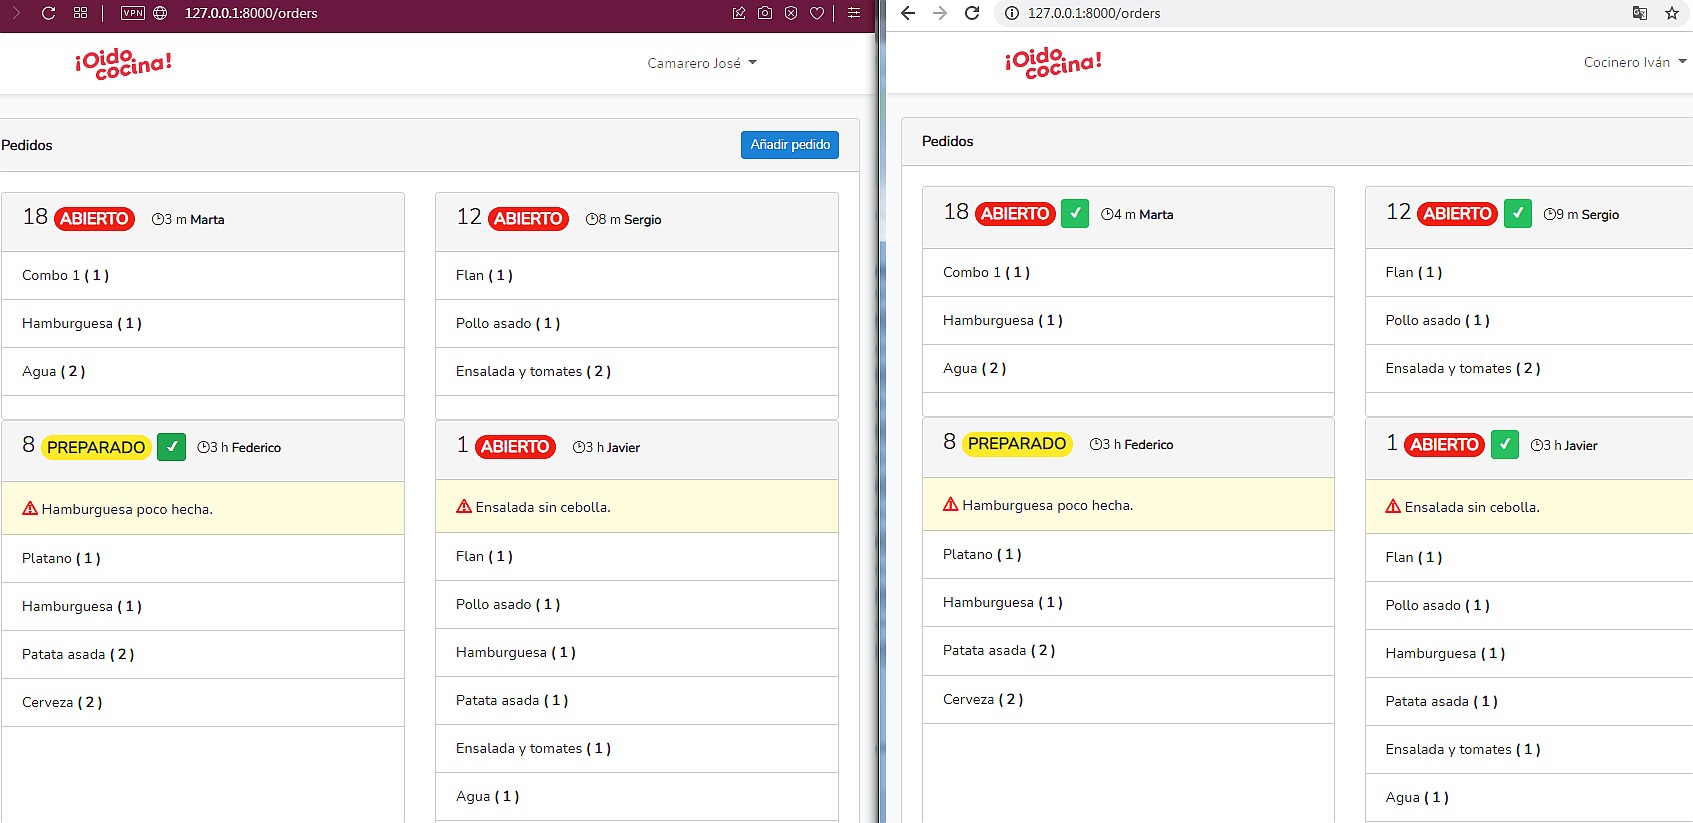 VPN
127.0.0.1:8000/orders
¡Oido
cocina!
Camarero José
Pedidos
Añadir pedido
18 ABIERTO 3 m Marta
Combo 1 ( 1 )
Hamburguesa ( 1 )
Agua ( 2 )
12 ABIERTO 8 m Sergio
Flan ( 1 )
Pollo asado ( 1 )
Ensalada y tomates ( 2 )
8 PREPARADO 3 h Federico
Hamburguesa poco hecha.
Platano ( 1 )
Hamburguesa ( 1 )
Patata asada ( 2 )
Cerveza ( 2 )
1 ABIERTO 3 h Javier
Ensalada sin cebolla.
Flan ( 1 )
Pollo asado ( 1 )
Hamburguesa ( 1 )
Patata asada ( 1 )
Ensalada y tomates ( 1 )
Agua ( 1 )
127.0.0.1:8000/orders
¡Oido
cocina!
Cocinero Iván
Pedidos
18 ABIERTO 4 m Marta
Combo 1 ( 1 )
Hamburguesa ( 1 )
Agua ( 2 )
12 ABIERTO 9 m Sergio
Flan ( 1 )
Pollo asado ( 1 )
Ensalada y tomates ( 2 )
8 PREPARADO 3 h Federico
Hamburguesa poco hecha.
Platano ( 1 )
Hamburguesa ( 1 )
Patata asada ( 2 )
Cerveza ( 2 )
1 ABIERTO 3 h Javier
Ensalada sin cebolla.
Flan ( 1 )
Pollo asado ( 1 )
Hamburguesa ( 1 )
Patata asada ( 1 )
Ensalada y tomates ( 1 )
Agua ( 1 )